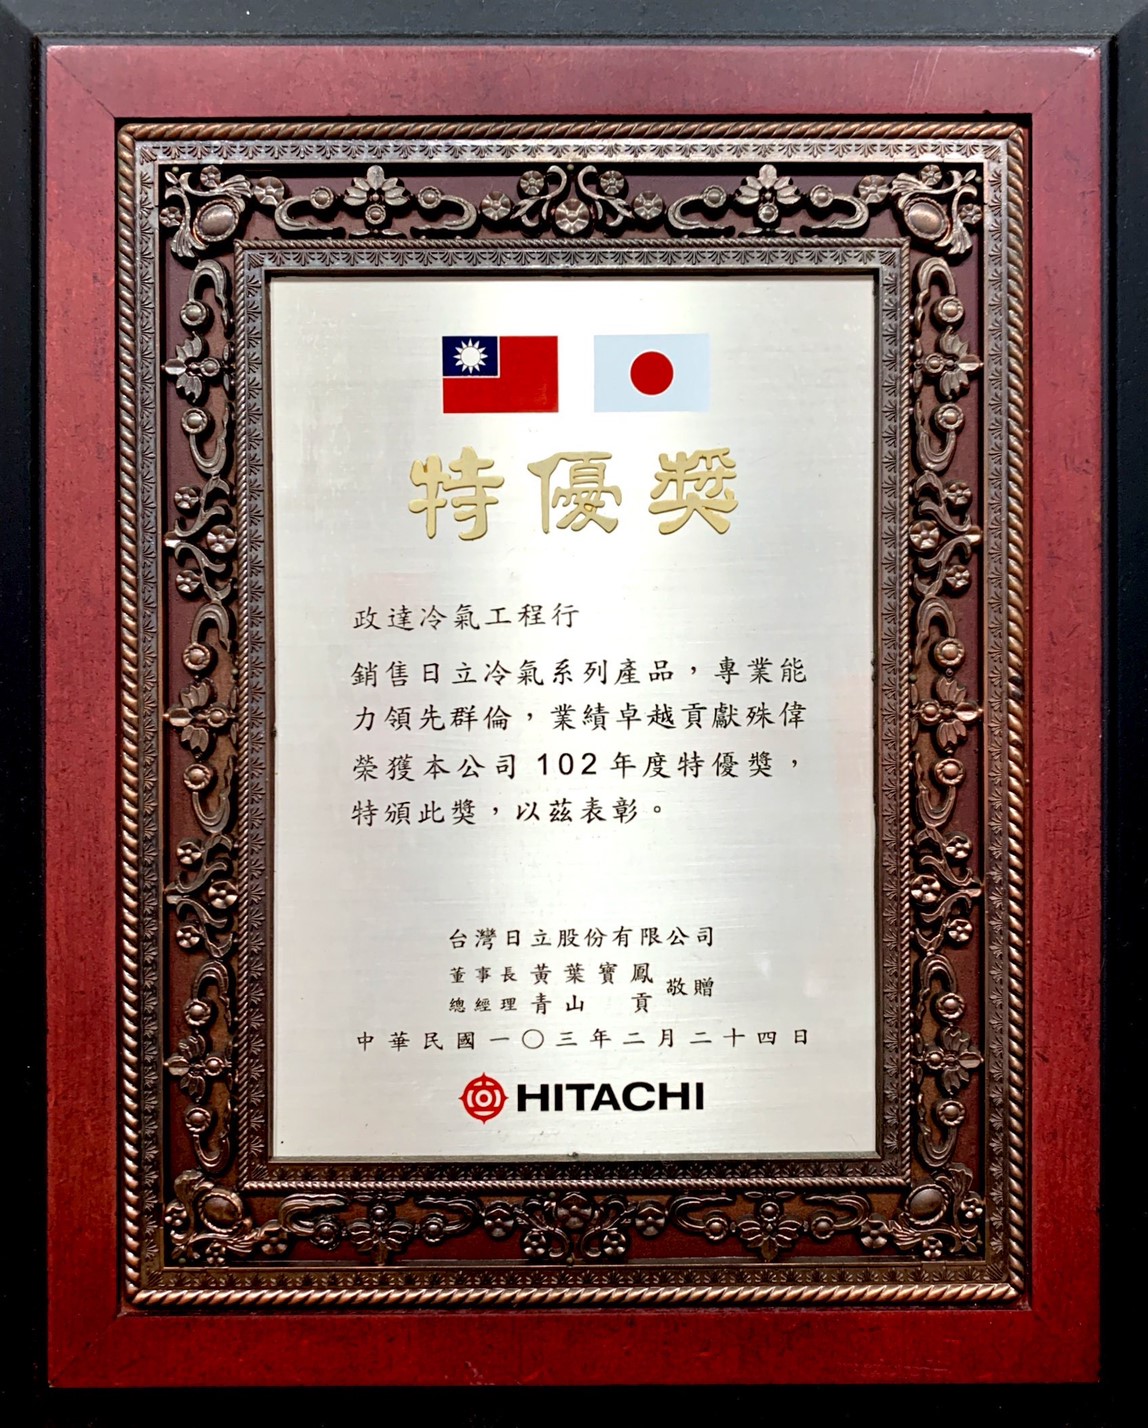 特優獎
政達冷氣工程行
銷售日立冷氣系列產品，專業能
力領先群倫，業績卓越貢獻殊偉
榮獲本公司102年度特優獎，
特頒此獎，以茲表彰。
台灣日立股份有限公司
董事長黃葉寶鳳
總經理青山 貢
敬贈
中華民國一〇三年二月二十四日
HITACHI